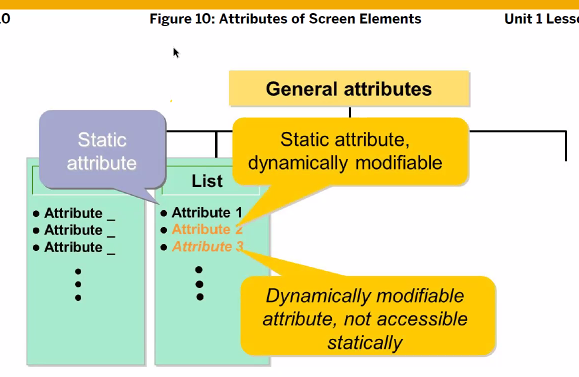 0
Figure 10: Attributes of Screen Elements
Unit 1 Lesso
General attributes
Static
attribute
Static attribute,
dynamically modifiable
List
Attribute _
Attribute _
Attribute _
Attribute 1
Attribute 2
Attribute 3
Dynamically modifiable
attribute, not accessible
statically